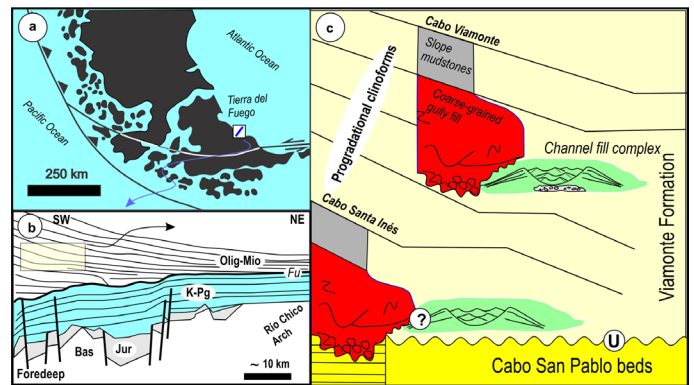 a
Atlantic Ocean
Pacific Ocean
Tierra del
Fuego
250 km
b
SW
NE
Olig-Mio
Fu
K-Pg
Rio Chico
Arch
Bas
Jur
Foredeep
~ 10 km
c
Cabo Viamonte
Slope
mudstones
Progradational clinoforms
Coarse-grained
gully fill
Channel fill complex
Cabo Santa Inés
Viamonte Formation
?
U
Cabo San Pablo beds